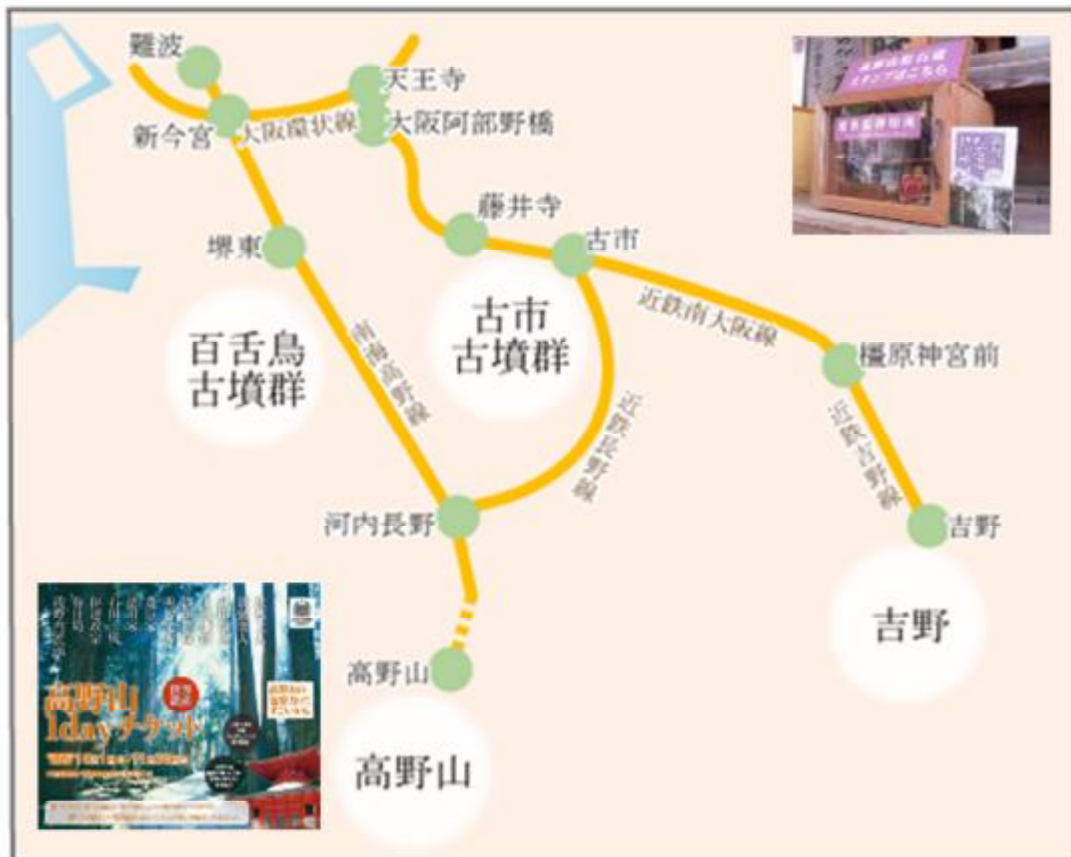 難波
天王寺
大阪環状線
大阪阿部野橋
新今宮
藤井寺
古市
堺東
近鉄南大阪線
百舌鳥
古墳群
古市
古墳群
南海高野線
橿原神宮前
近鉄長野線
近鉄吉野線
河内長野
吉野
吉野
高野山
高野山
高野山
1dayチケット